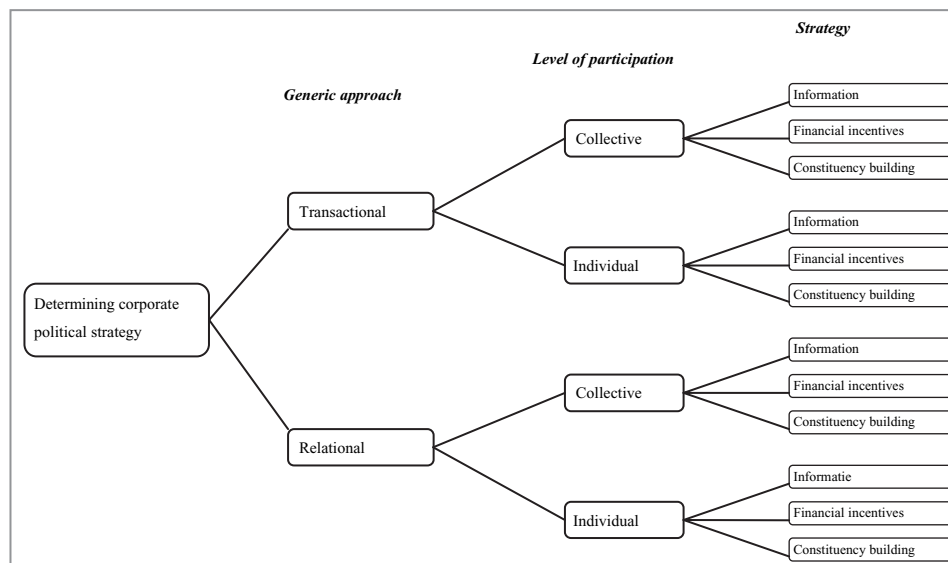 Strategy
Level of participation
Generic approach
Information
Financial incentives
Constituency building
Collective
Transactional
Information
Financial incentives
Constituency building
Individual
Determining corporate
political strategy
Information
Financial incentives
Constituency building
Collective
Relational
Informatie
Financial incentives
Constituency building
Individual